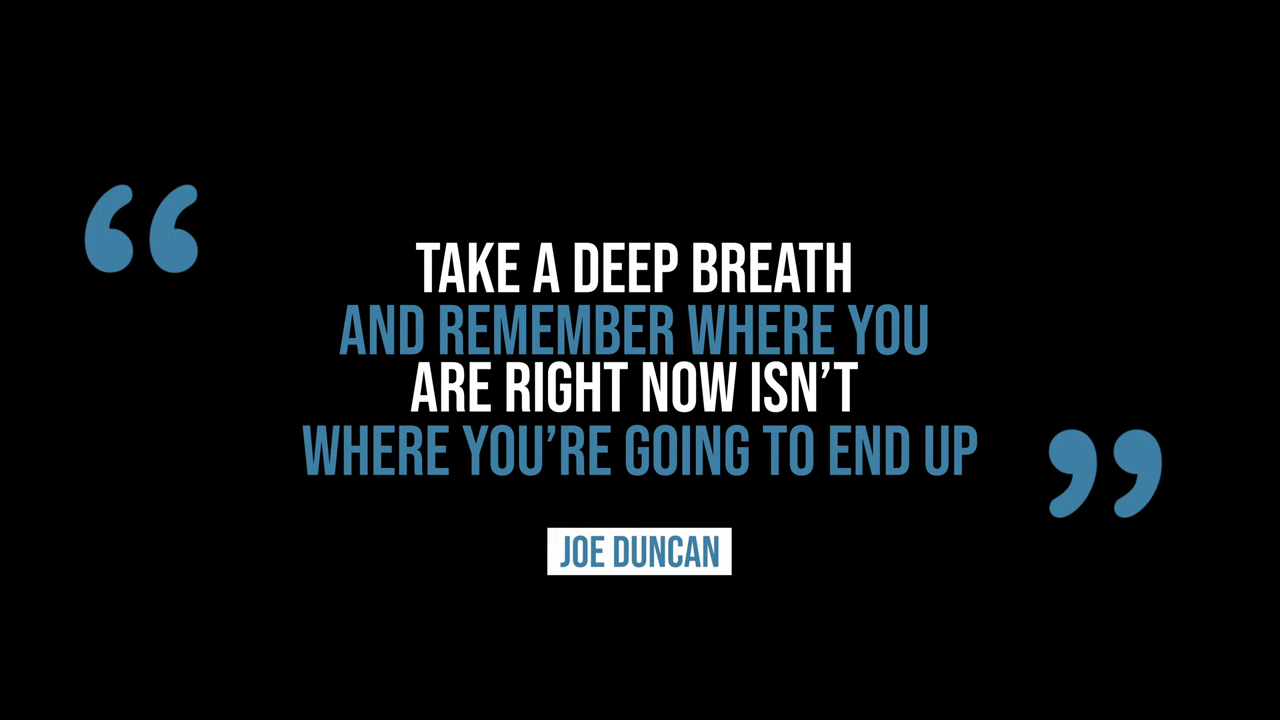 “
TAKE A DEEP BREATH
AND REMEMBER WHERE YOU
ARE RIGHT NOW ISN’T
WHERE YOU’RE GOING TO END UP
”
JOE DUNCAN